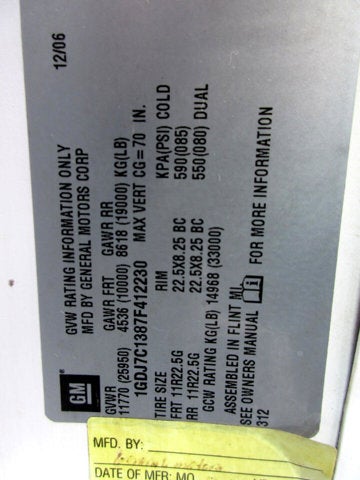 12/06
GVW RATING INFORMATION ONLY
MFD BY GENERAL MOTORS CORP
GM®
GVWR GAWR FRT GAWR RR
11770 (25950) 4536 (10000) 8618 (19000) KG(LB)
1GDJ7C1387F412230 MAX VERT CG=70 IN.
TIRE SIZE RIM KPA(PSI) COLD
FRT 11R22.5G 22.5X8.25 BC 590(085)
RR 11R22.5G 22.5X8.25 BC 550(080) DUAL
GCW RATING KG(LB) 14968 (33000)
ASSEMBLED IN FLINT MI
SEE OWNERS MANUAL FOR MORE INFORMATION
312
MFD. BY:
General Motors
DATE OF MFR: MO.